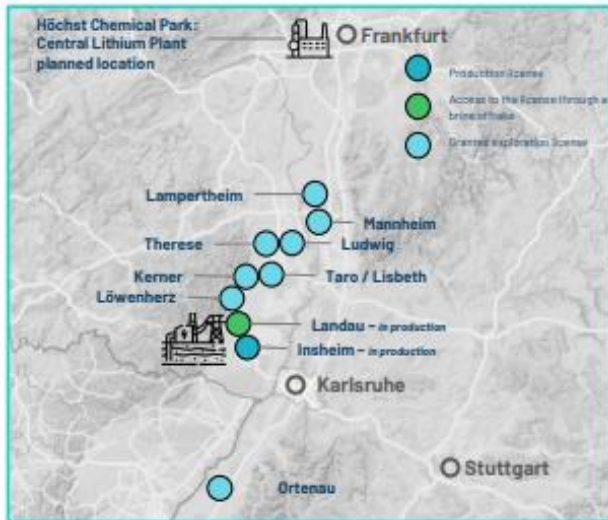 Höchst Chemical Park:
Central Lithium Plant
planned location
Frankfurt
Production license
Access to the license through a
brine offtake
Granted exploration license
Lampertheim
Mannheim
Therese
Ludwig
Kerner
Taro / Lisbeth
Löwenherz
Landau – in production
Insheim – in production
Karlsruhe
Stuttgart
Ortenau